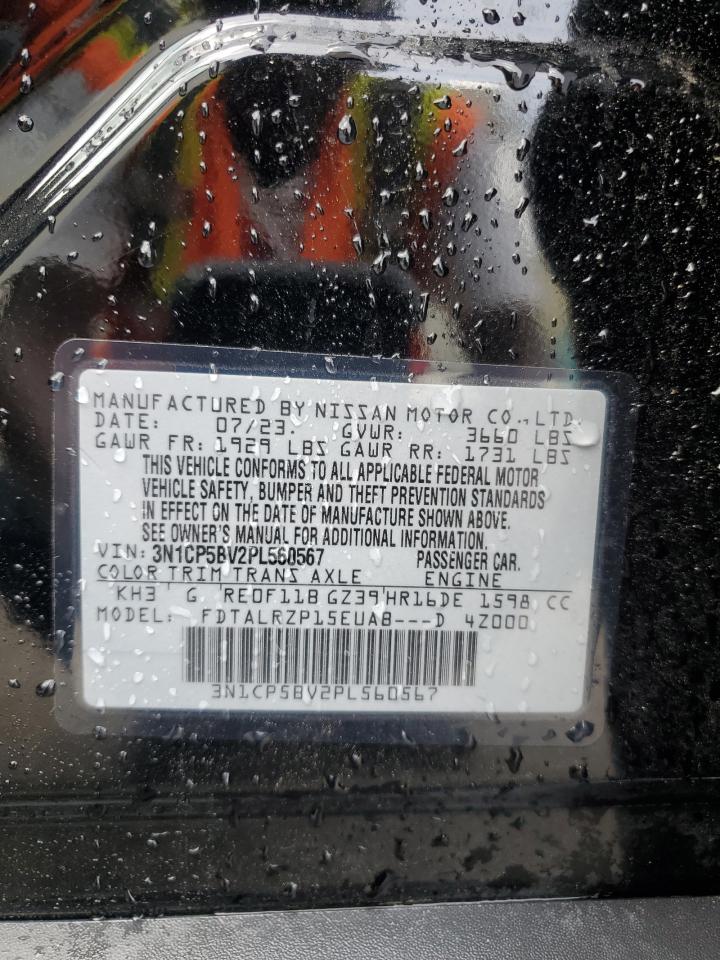 MANUFACTURED BY NISSAN MOTOR CO.,LTD.
DATE: 07/23. GVWR: 3660 LBS
GAWR FR: 1929 LBS GAWR RR: 1731 LBS
THIS VEHICLE CONFORMS TO ALL APPLICABLE FEDERAL MOTOR
VEHICLE SAFETY, BUMPER AND THEFT PREVENTION STANDARDS
IN EFFECT ON THE DATE OF MANUFACTURE SHOWN ABOVE.
SEE OWNER'S MANUAL FOR ADDITIONAL INFORMATION.
VIN: 3N1CP5BV2PL560567 PASSENGER CAR.
COLOR TRIM TRANS AXLE ENGINE
KH3 G RE0F11B GZ39 HR16DE 1598 CC
MODEL: FDTALRZP15EUAB---D 4Z000
3N1CP5BV2PL560567